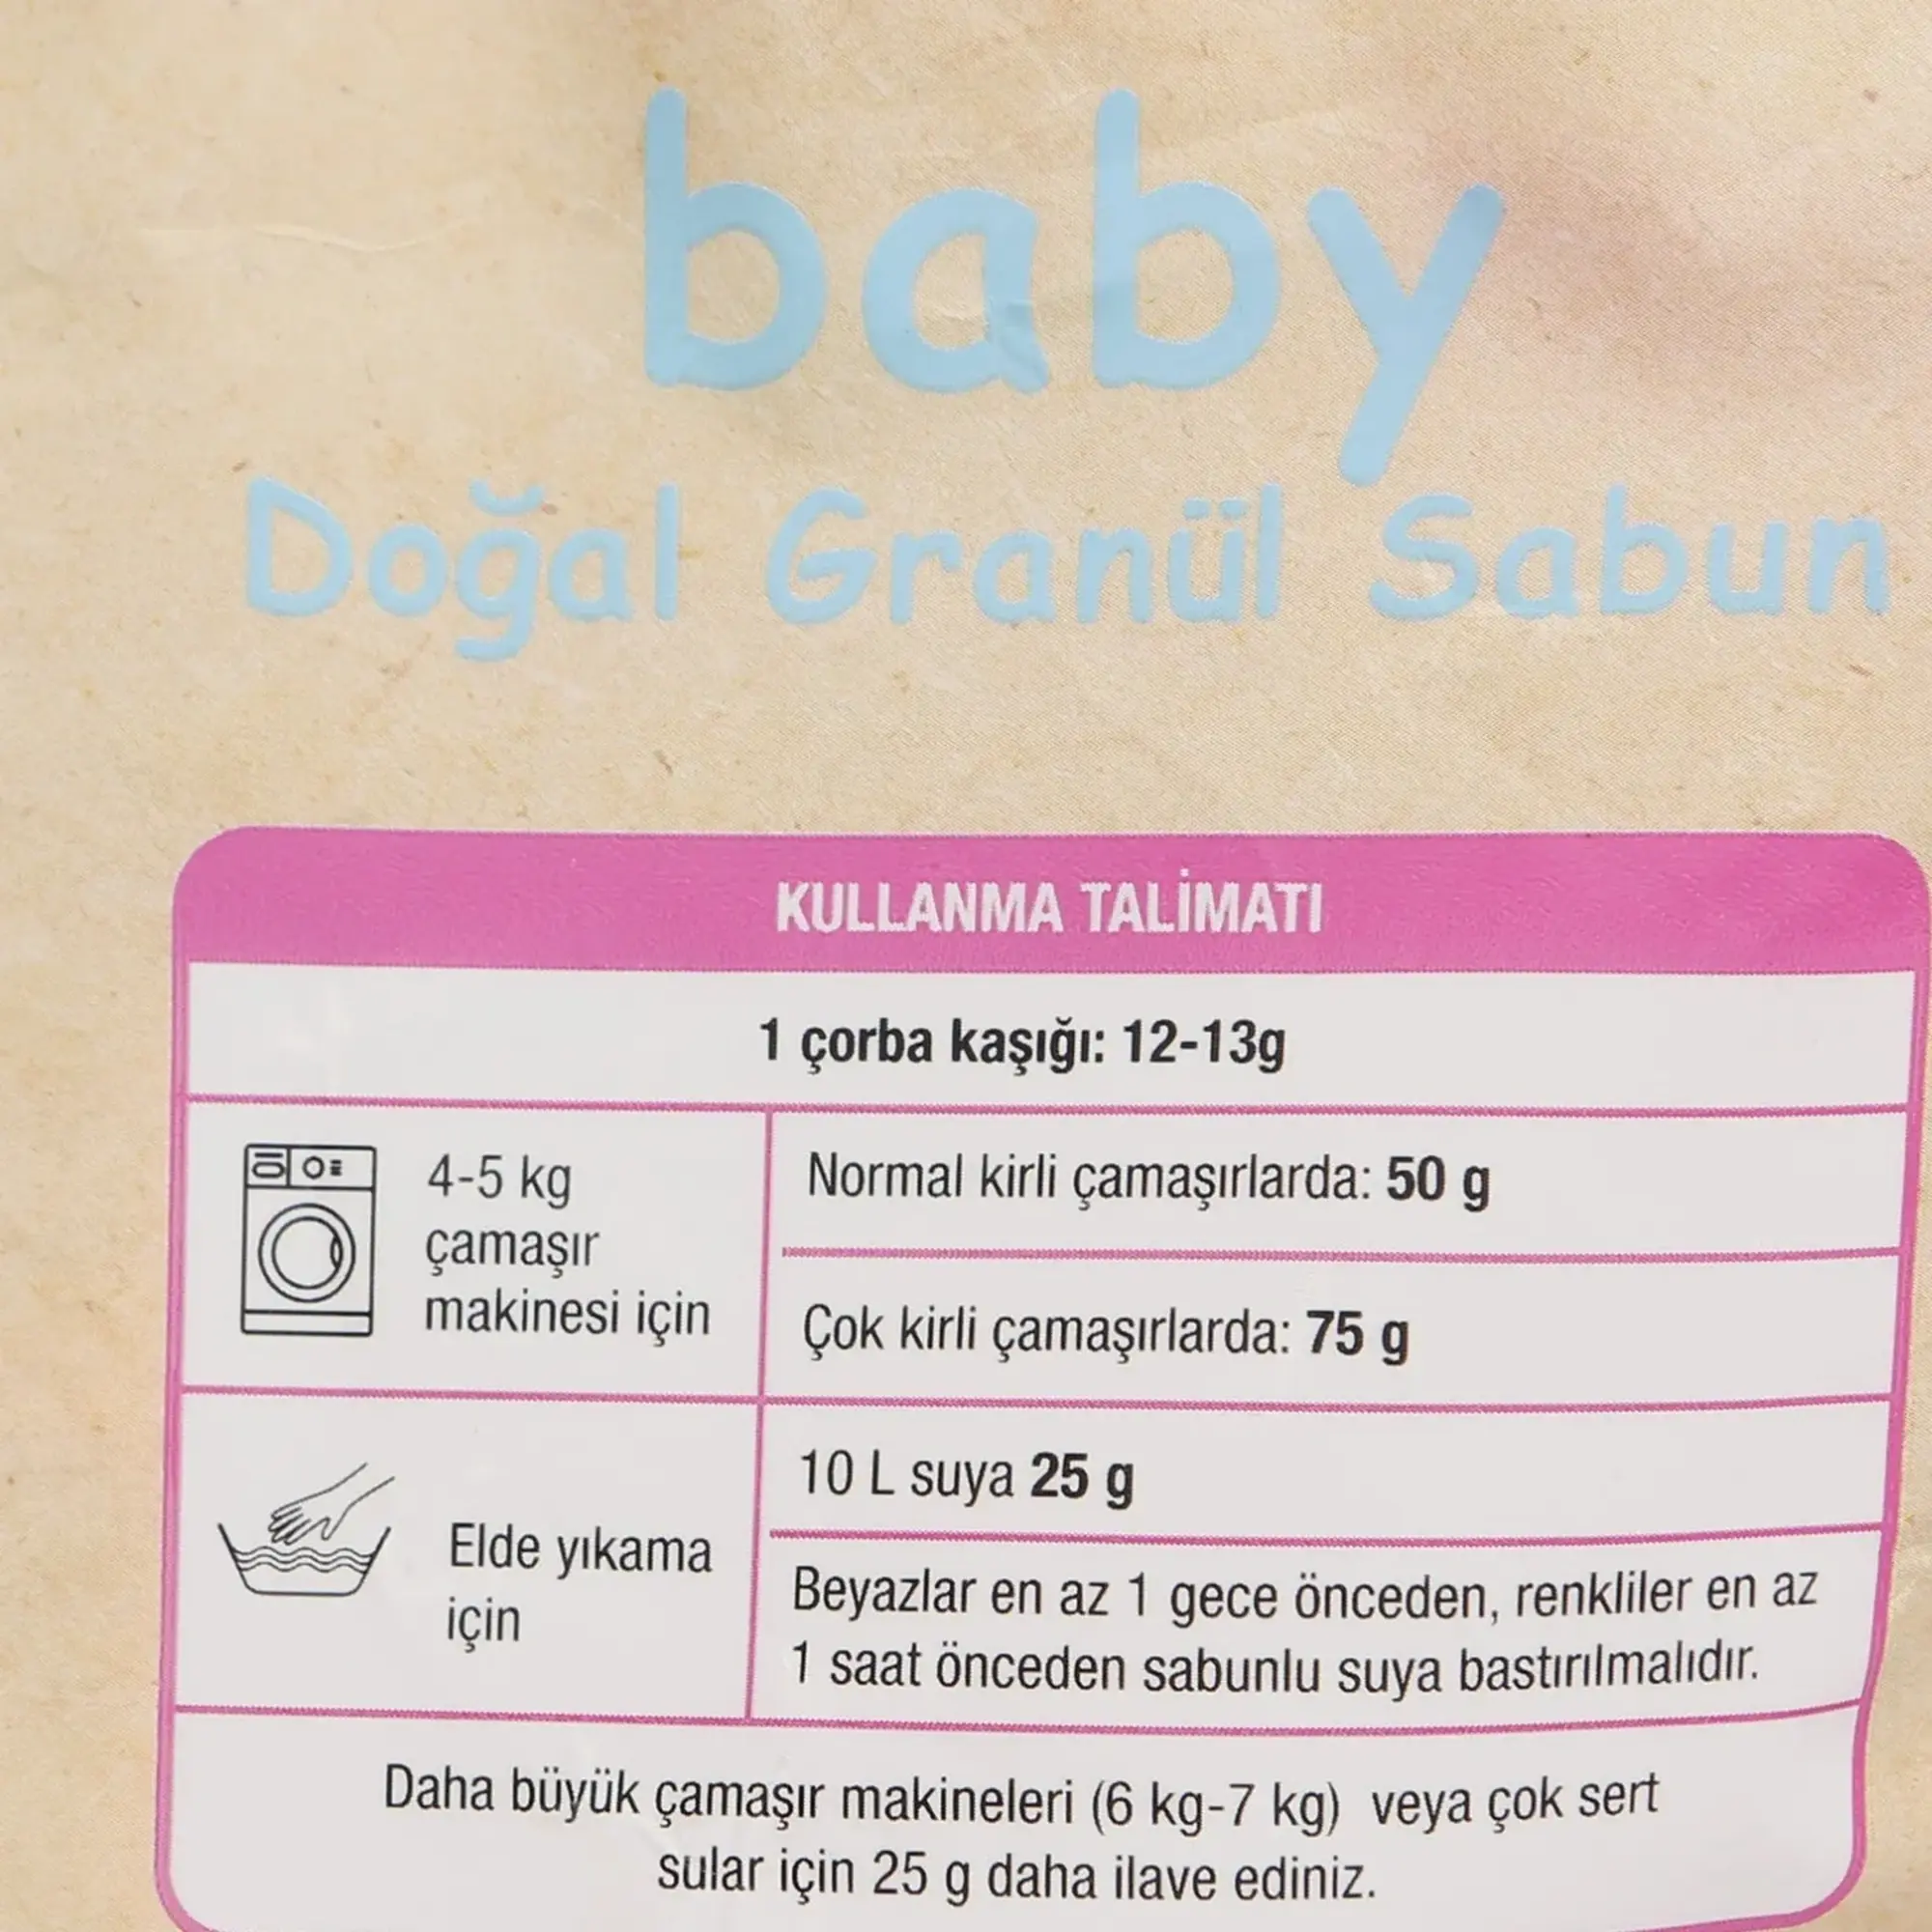 baby
Doğal Granül Sabun
KULLANMA TALİMATI
1 çorba kaşığı: 12-13g
4-5 kg
çamaşır
makinesi için
Normal kirli çamaşırlarda: 50 g
Çok kirli çamaşırlarda: 75 g
Elde yıkama
için
10 L suya 25 g
Beyazlar en az 1 gece önceden, renkliler en az
1 saat önceden sabunlu suya bastırılmalıdır.
Daha büyük çamaşır makineleri (6 kg-7 kg) veya çok sert
sular için 25 g daha ilave ediniz.